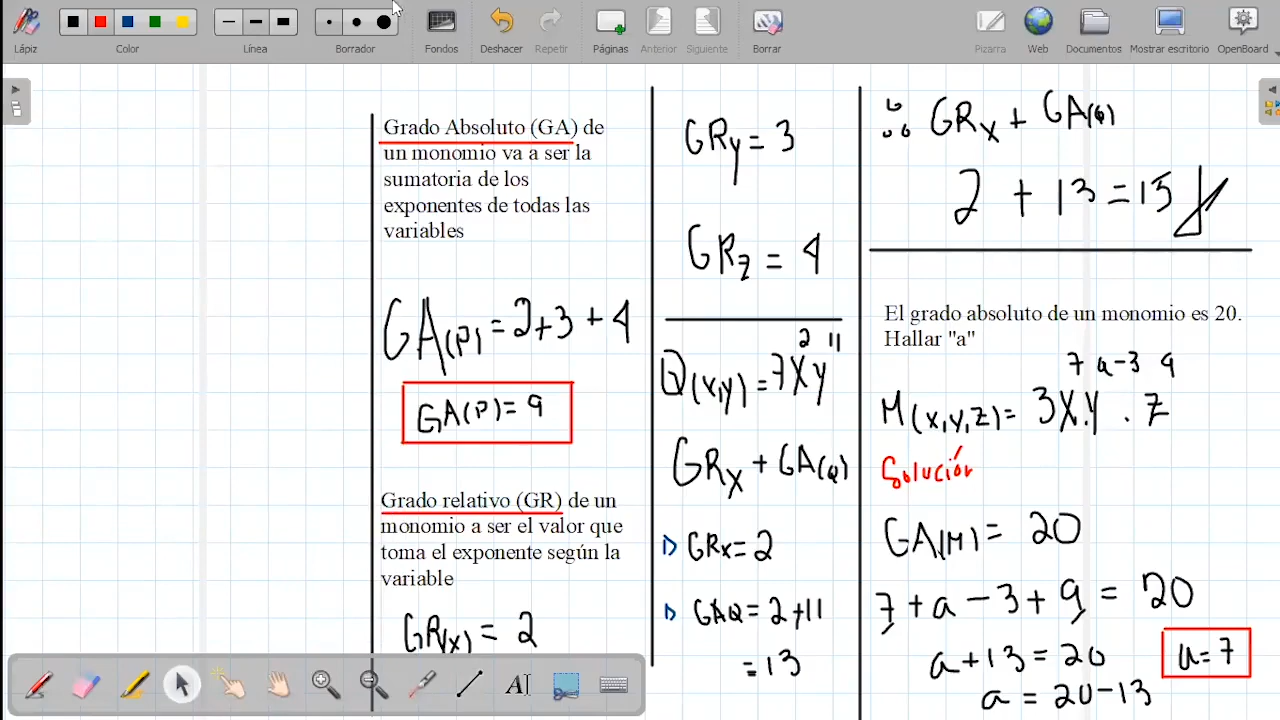 Lápiz
Color
Línea
Borrador
Fondos
Deshacer
Repetir
Páginas
Anterior
Siguiente
Borrar
Pizarra
Web
Documentos
Mostrar escritorio
OpenBoard
Grado Absoluto (GA) de
un monomio va a ser la
sumatoria de los
exponentes de todas las
variables
GA(P) = 2+3+4
GA(P) = 9
Grado relativo (GR) de un
monomio a ser el valor que
toma el exponente según la
variable
GR(x) = 2
GRy = 3
GRz = 4
Q(x,y) = 7x²y¹¹
GRx + GA(Q)
▷ GRx = 2
▷ GAQ = 2+11
= 13
∴ GRx + GA(Q)
2 + 13 = 15
El grado absoluto de un monomio es 20.
Hallar "a"
M(x,y,z) = 3x⁷.yᵃ⁻³.z⁹
Solución
GA(M) = 20
7 + a - 3 + 9 = 20
a + 13 = 20
a = 20-13
a = 7